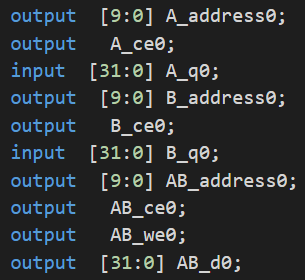 output  [9:0] A_address0;
output   A_ce0;
input  [31:0] A_q0;
output  [9:0] B_address0;
output   B_ce0;
input  [31:0] B_q0;
output  [9:0] AB_address0;
output   AB_ce0;
output   AB_we0;
output  [31:0] AB_d0;